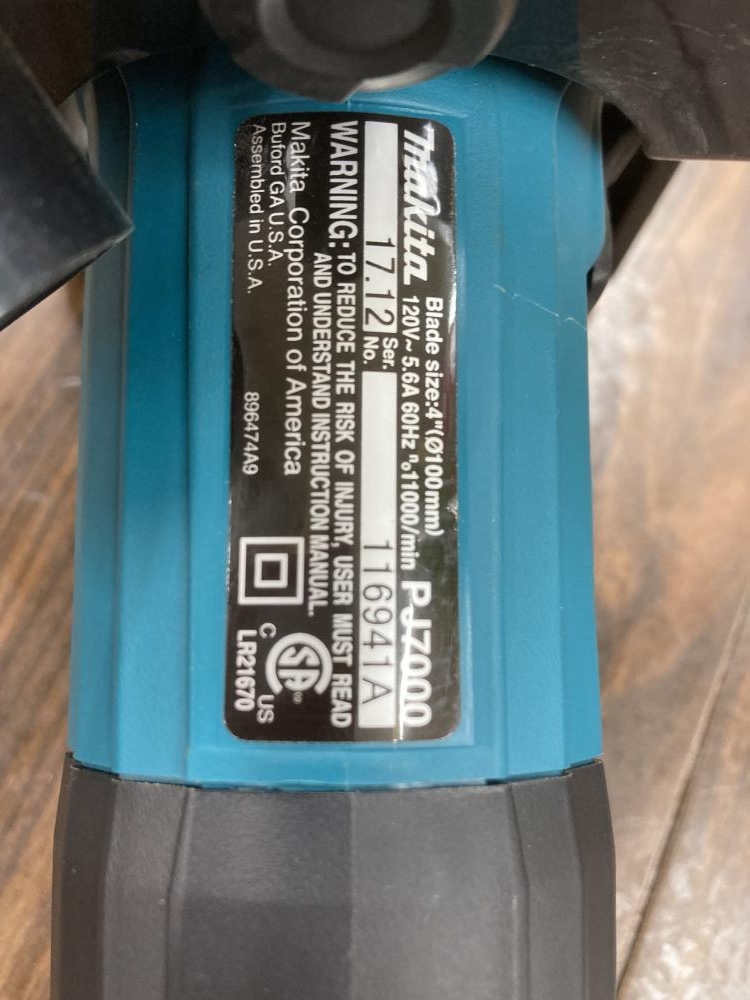 makita
Blade size:4"(Ø100mm)
120V~ 5.6A 60Hz n₀11000/min
PJ7000
17.12
Ser. No.
116941A
WARNING: TO REDUCE THE RISK OF INJURY, USER MUST READ
AND UNDERSTAND INSTRUCTION MANUAL.
Makita Corporation of America
Buford GA U.S.A.
Assembled in U.S.A.
896474A9
C SA ® US
LR21670